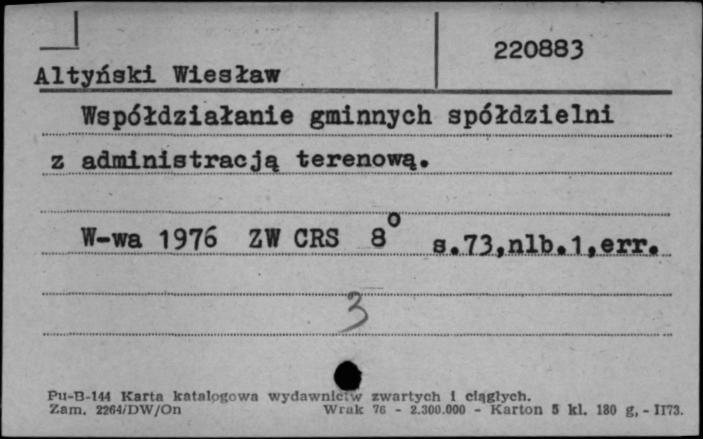 220883
Altyński Wiesław
Współdziałanie gminnych spółdzielni
z administracją terenową.
W-wa 1976 ZW CRS 8° s.73,nlb.1,err.
3
Pu-B-144 Karta katalogowa wydawnictw zwartych i ciągłych.
Zam. 2264/DW/On Wrak 76 - 2.300.000 - Karton 5 kl. 180 g, - II73.